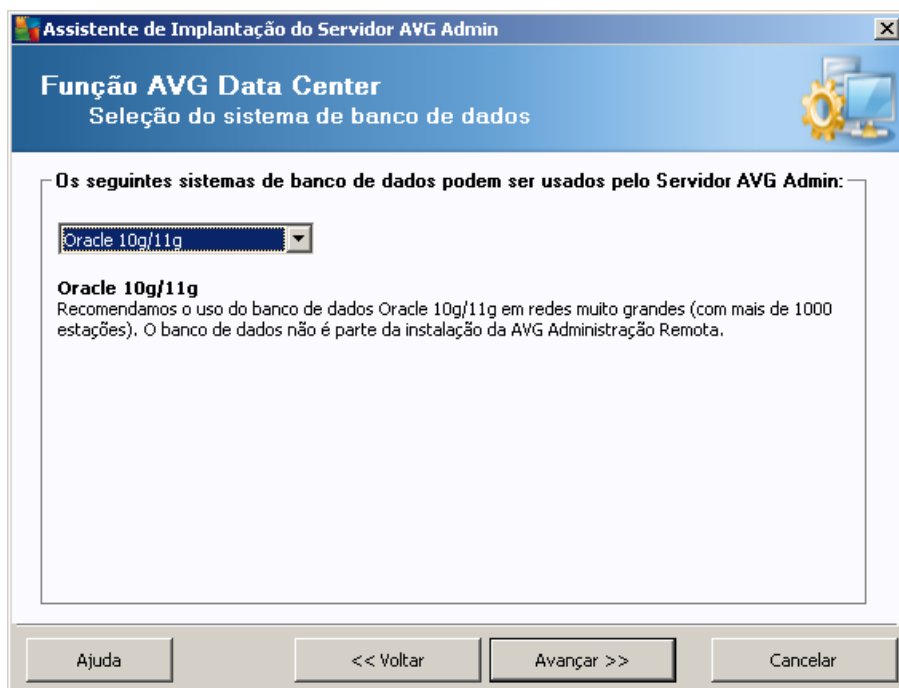 Assistente de Implantação do Servidor AVG Admin
Função AVG Data Center
Seleção do sistema de banco de dados
Os seguintes sistemas de banco de dados podem ser usados pelo Servidor AVG Admin:
Oracle 10g/11g
Oracle 10g/11g
Recomendamos o uso do banco de dados Oracle 10g/11g em redes muito grandes (com mais de 1000
estações). O banco de dados não é parte da instalação da AVG Administração Remota.
Ajuda
<< Voltar
Avançar >>
Cancelar